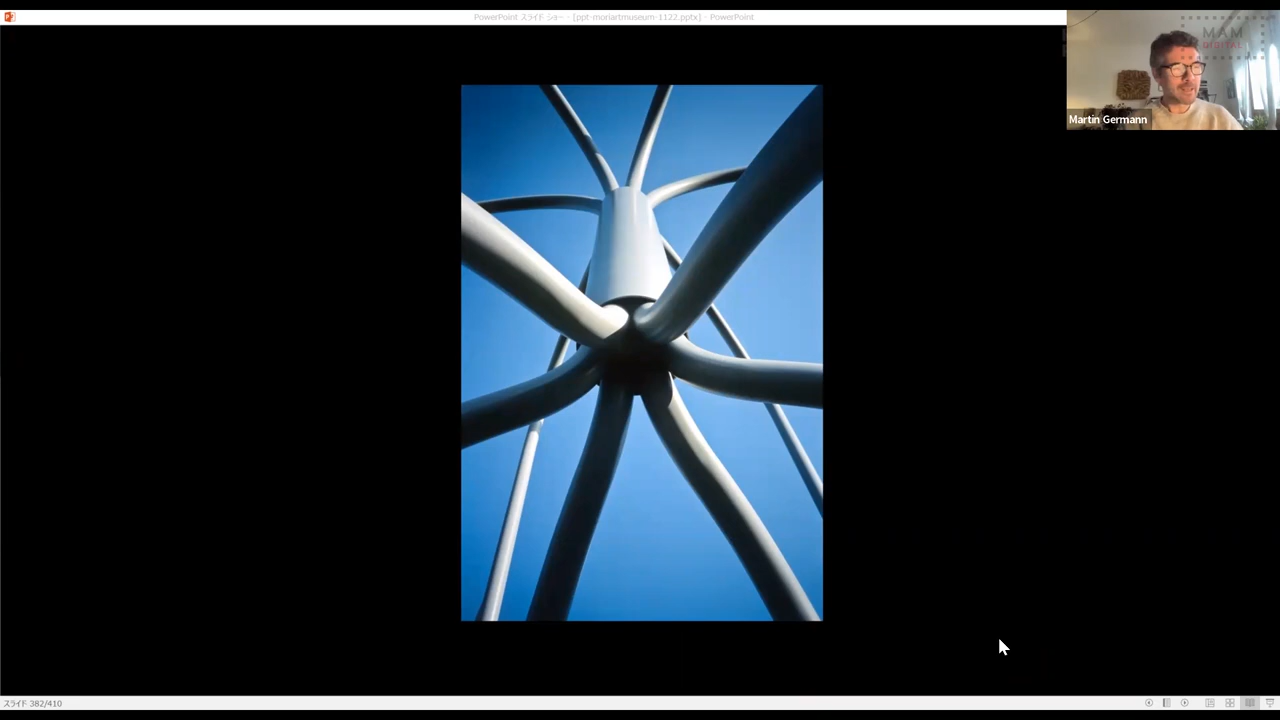 PowerPoint スライド ショー - [ppt-moriartmuseum-1122.pptx] - PowerPoint
MAM
DIGITAL
Martin Germann
スライド 382/410